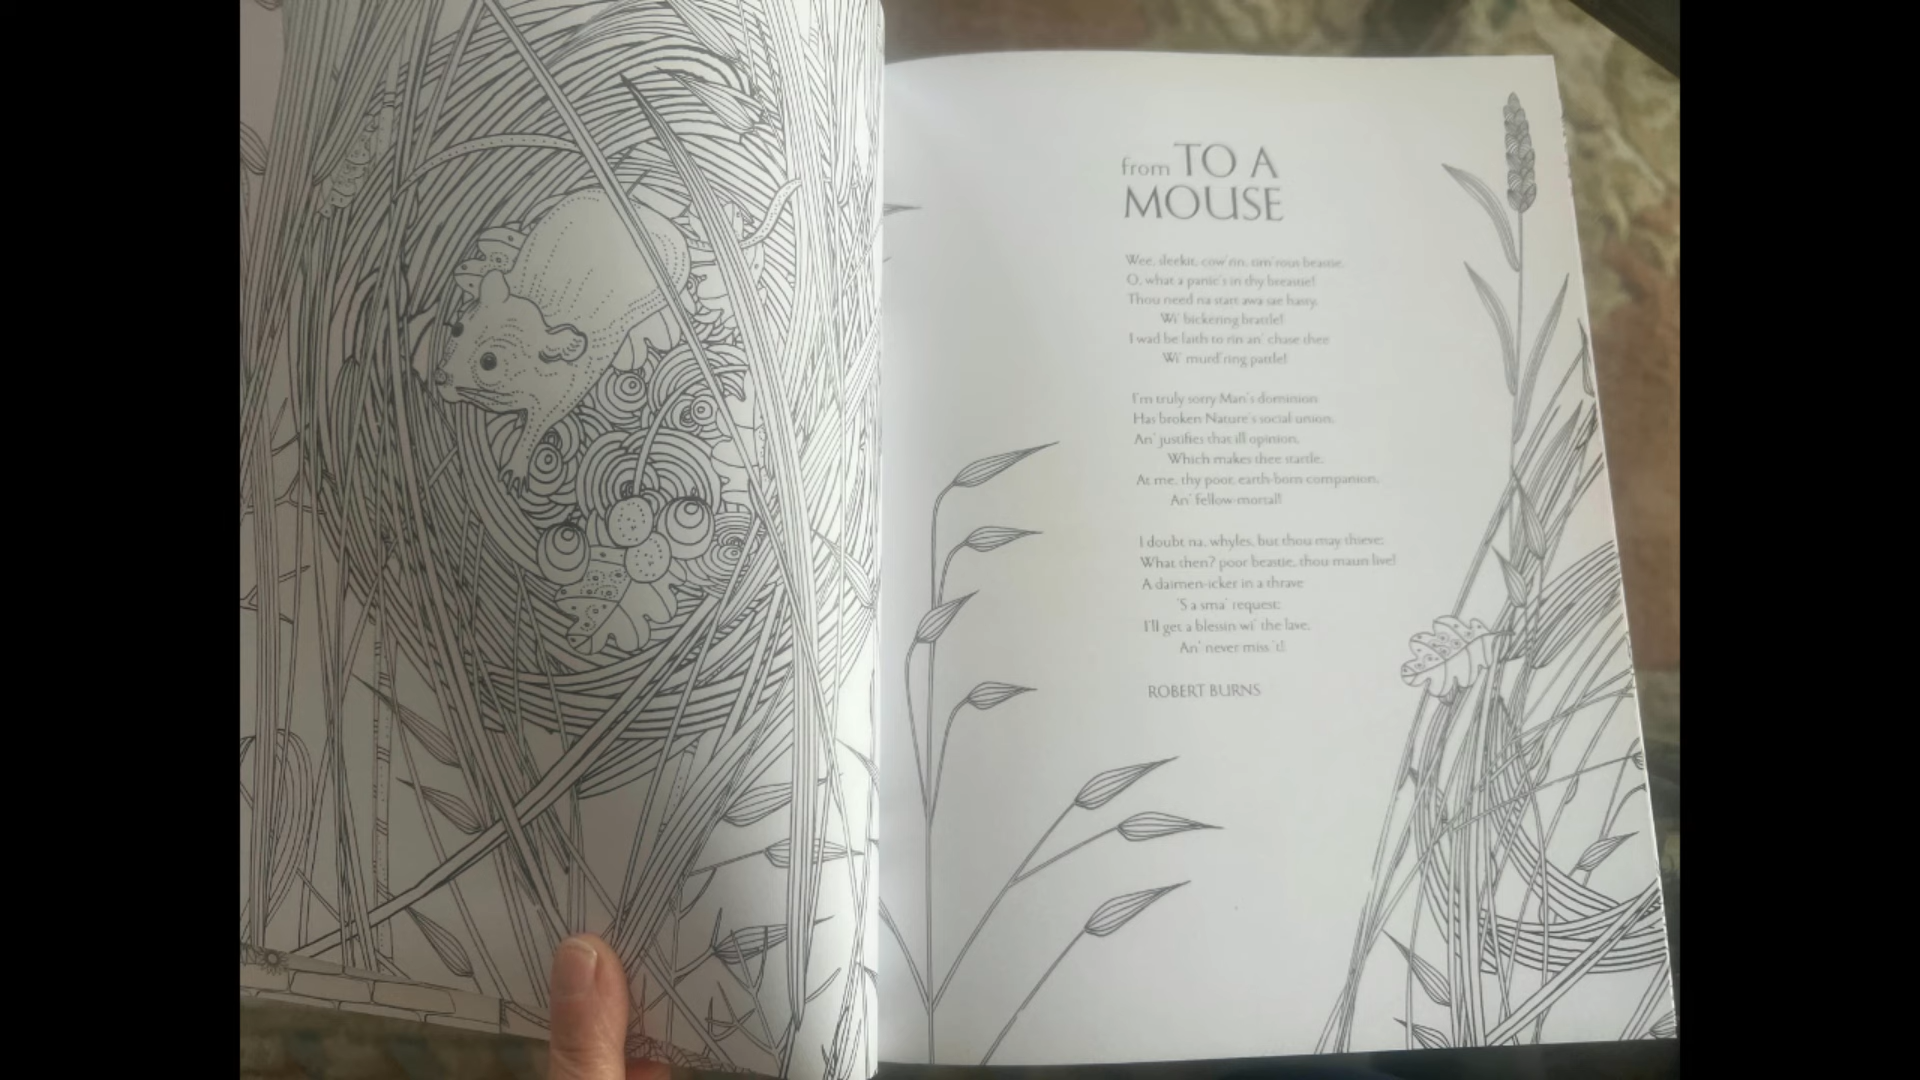 from TO A
MOUSE
Wee, sleekit, cow'rin, tim'rous beastie,
O, what a panic's in thy breastie!
Thou need na start awa sae hasty,
Wi' bickering brattle!
I wad be laith to rin an' chase thee
Wi' murd'ring pattle!
I'm truly sorry Man's dominion
Has broken Nature's social union,
An' justifies that ill opinion,
Which makes thee startle,
At me, thy poor, earth-born companion,
An' fellow-mortal!
I doubt na, whyles, but thou may thieve;
What then? poor beastie, thou maun live!
A daimen-icker in a thrave
'S a sma' request:
I'll get a blessin wi' the lave,
An' never miss 't!
ROBERT BURNS